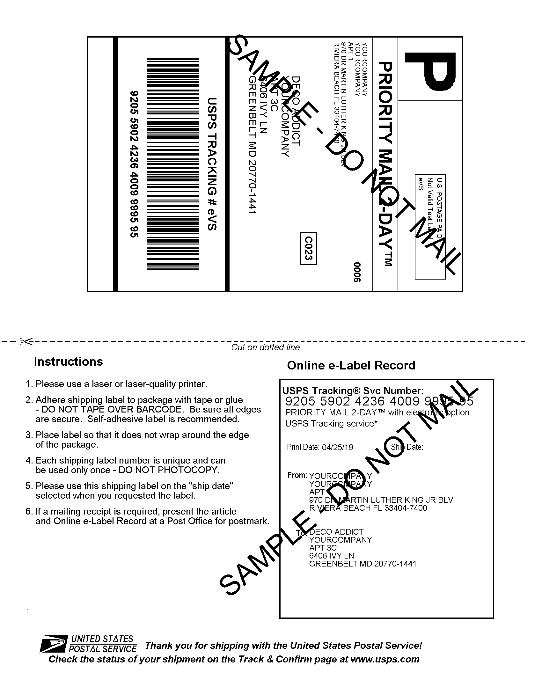 P
U.S. POSTAGE PAID
Not Valid Test Label
eVS
PRIORITY MAIL 2-DAY™
YOURCOMPANY
YOURCOMPANY
APT 1
970 DR MARTIN LUTHER KING
RIVIERA BEACH FL 33404-7400
0006
C023
DECO ADDICT
YOURCOMPANY
APT 3C
6406 IVY LN
GREENBELT MD 20770-1441
USPS TRACKING # eVS
9205 5902 4236 4009 9995 95
SAMPLE - DO NOT MAIL
Cut on dotted line
Instructions
1. Please use a laser or laser-quality printer.
2. Adhere shipping label to package with tape or glue
- DO NOT TAPE OVER BARCODE. Be sure all edges
are secure. Self-adhesive label is recommended.
3. Place label so that it does not wrap around the edge
of the package.
4. Each shipping label number is unique and can
be used only once - DO NOT PHOTOCOPY.
5. Please use this shipping label on the "ship date"
selected when you requested the label.
6. If a mailing receipt is required, present the article
and Online e-Label Record at a Post Office for postmark.
Online e-Label Record
USPS Tracking® Svc Number:
9205 5902 4236 4009 9995 95
PRIORITY MAIL 2-DAY™ with electronic option
USPS Tracking service*
Print Date: 04/25/19 Ship Date:
From: YOURCOMPANY
YOURCOMPANY
APT
970 DR MARTIN LUTHER KING JR BLV
RIVIERA BEACH FL 33404-7400
To: DECO ADDICT
YOURCOMPANY
APT 3C
6406 IVY LN
GREENBELT MD 20770-1441
SAMPLE - DO NOT MAIL
UNITED STATES
POSTAL SERVICE Thank you for shipping with the United States Postal Service!
Check the status of your shipment on the Track & Confirm page at www.usps.com